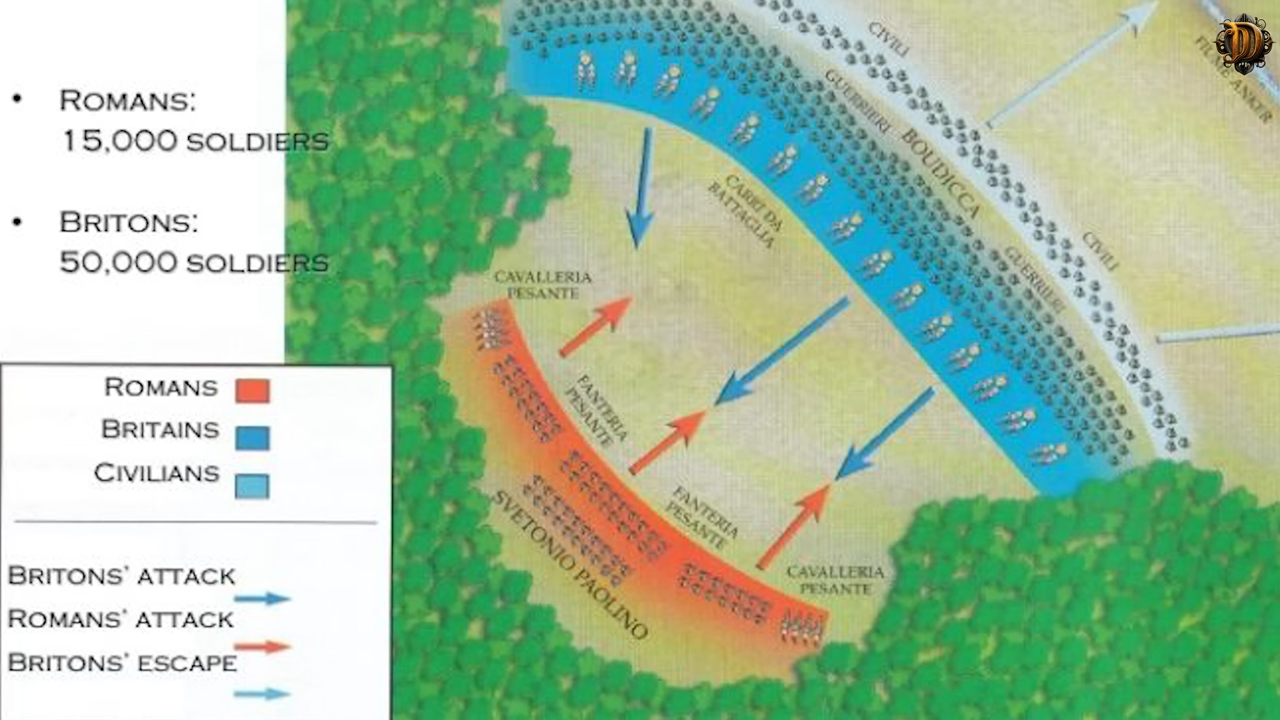 • Romans:
15,000 soldiers
• Britons:
50,000 soldiers
Romans
Britains
Civilians
Britons' attack
Romans' attack
Britons' escape
CIVILI
GUERRIERI
BOUDICCA
GUERRIERI
CIVILI
CARRI DA
BATTAGLIA
CAVALLERIA
PESANTE
FANTERIA
PESANTE
FANTERIA
PESANTE
CAVALLERIA
PESANTE
SVETONIO PAOLINO
ANKER